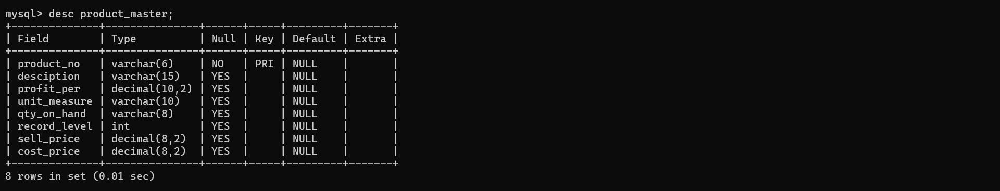 mysql> desc product_master;
+--------------+---------------+------+-----+---------+-------+
| Field        | Type          | Null | Key | Default | Extra |
+--------------+---------------+------+-----+---------+-------+
| product_no   | varchar(6)    | NO   | PRI | NULL    |       |
| desciption   | varchar(15)   | YES  |     | NULL    |       |
| profit_per   | decimal(10,2) | YES  |     | NULL    |       |
| unit_measure | varchar(10)   | YES  |     | NULL    |       |
| qty_on_hand  | varchar(8)    | YES  |     | NULL    |       |
| record_level | int           | YES  |     | NULL    |       |
| sell_price   | decimal(8,2)  | YES  |     | NULL    |       |
| cost_price   | decimal(8,2)  | YES  |     | NULL    |       |
+--------------+---------------+------+-----+---------+-------+
8 rows in set (0.01 sec)